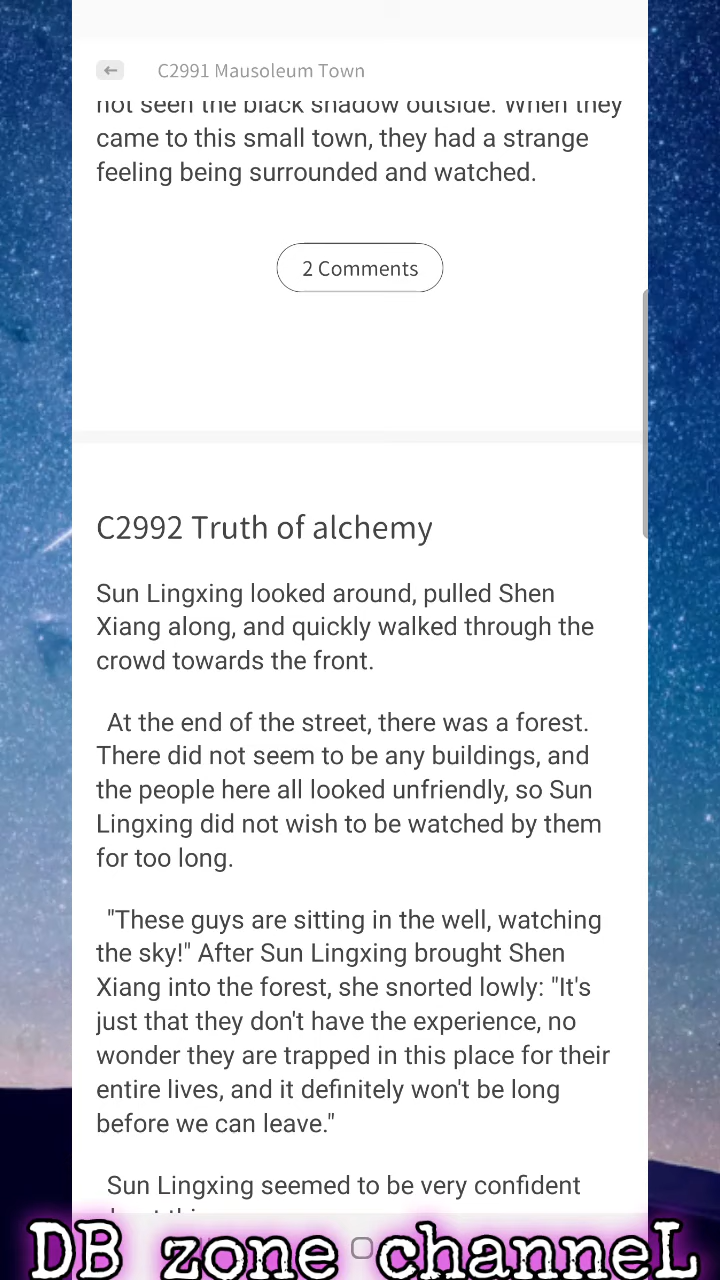 C2991 Mausoleum Town
not seen the black shadow outside. When they
came to this small town, they had a strange
feeling being surrounded and watched.
2 Comments
C2992 Truth of alchemy
Sun Lingxing looked around, pulled Shen
Xiang along, and quickly walked through the
crowd towards the front.
At the end of the street, there was a forest.
There did not seem to be any buildings, and
the people here all looked unfriendly, so Sun
Lingxing did not wish to be watched by them
for too long.
"These guys are sitting in the well, watching
the sky!" After Sun Lingxing brought Shen
Xiang into the forest, she snorted lowly: "It's
just that they don't have the experience, no
wonder they are trapped in this place for their
entire lives, and it definitely won't be long
before we can leave."
Sun Lingxing seemed to be very confident
DB zone channeL